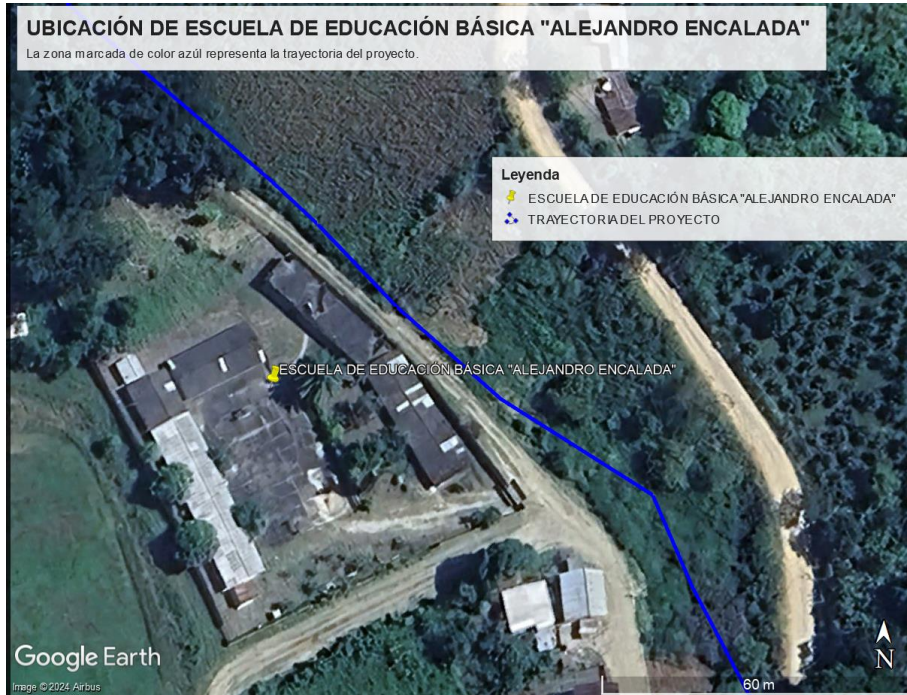 UBICACIÓN DE ESCUELA DE EDUCACIÓN BÁSICA "ALEJANDRO ENCALADA"
La zona marcada de color azúl representa la trayectoria del proyecto.
Leyenda
ESCUELA DE EDUCACIÓN BÁSICA "ALEJANDRO ENCALADA"
TRAYECTORIA DEL PROYECTO
ESCUELA DE EDUCACIÓN BÁSICA "ALEJANDRO ENCALADA"
Google Earth
N
Image © 2024 Airbus
60 m